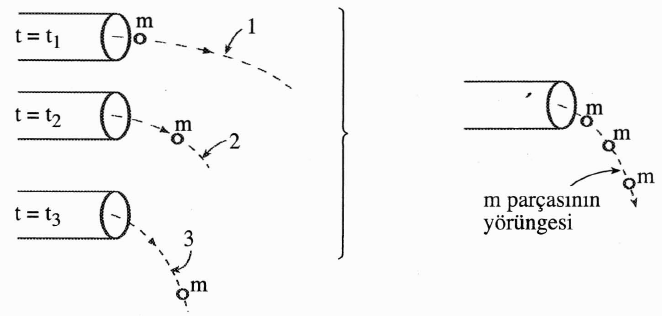 t = t₁
m
1
t = t₂
m
2
t = t₃
3
m
m
m
m
m parçasının
yörüngesi